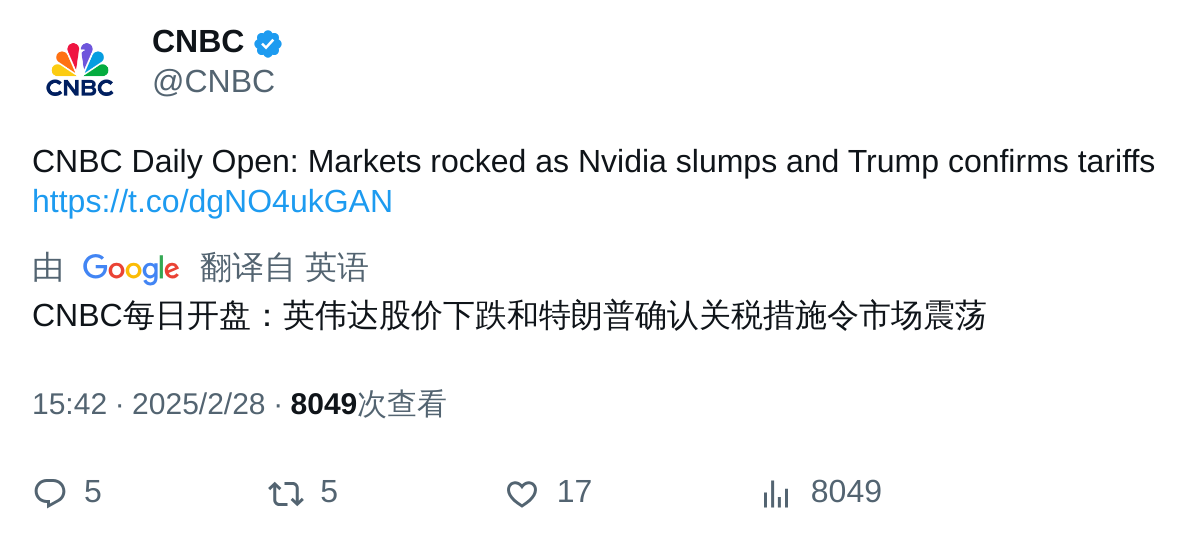 CNBC
CNBC
@CNBC
CNBC Daily Open: Markets rocked as Nvidia slumps and Trump confirms tariffs
https://t.co/dgNO4ukGAN
由 Google 翻译自 英语
CNBC每日开盘：英伟达股价下跌和特朗普确认关税措施令市场震荡
15:42 · 2025/2/28 · 8049次查看
5 5 17 8049